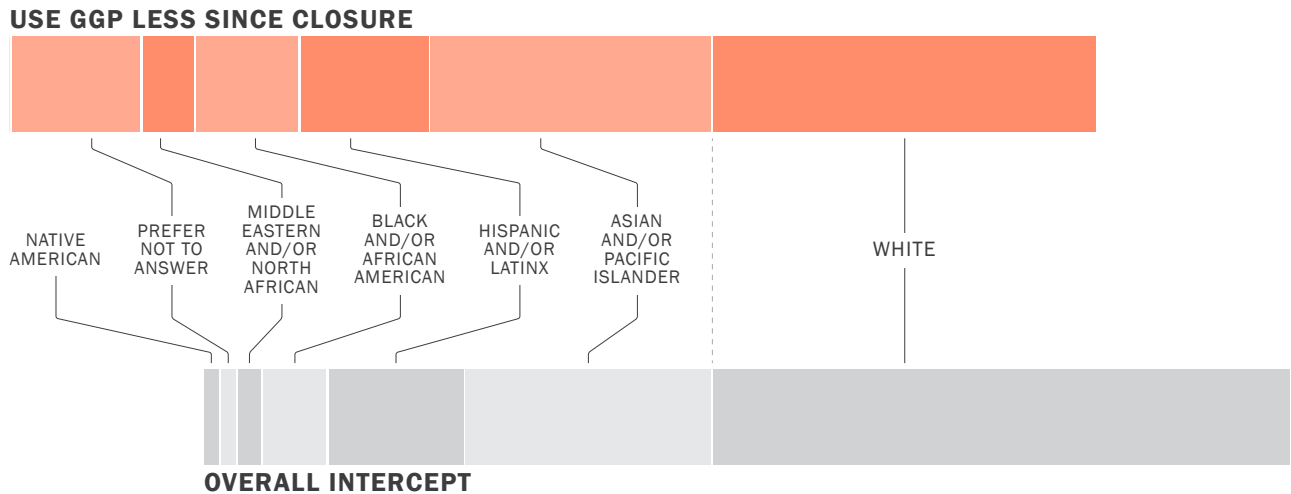 USE GGP LESS SINCE CLOSURE
NATIVE
AMERICAN
PREFER
NOT TO
ANSWER
MIDDLE
EASTERN
AND/OR
NORTH
AFRICAN
BLACK
AND/OR
AFRICAN
AMERICAN
HISPANIC
AND/OR
LATINX
ASIAN
AND/OR
PACIFIC
ISLANDER
WHITE
OVERALL INTERCEPT